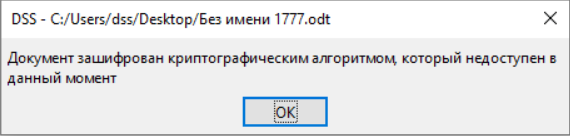 DSS - C:/Users/dss/Desktop/Без имени 1777.odt
Документ зашифрован криптографическим алгоритмом, который недоступен в
данный момент
OK